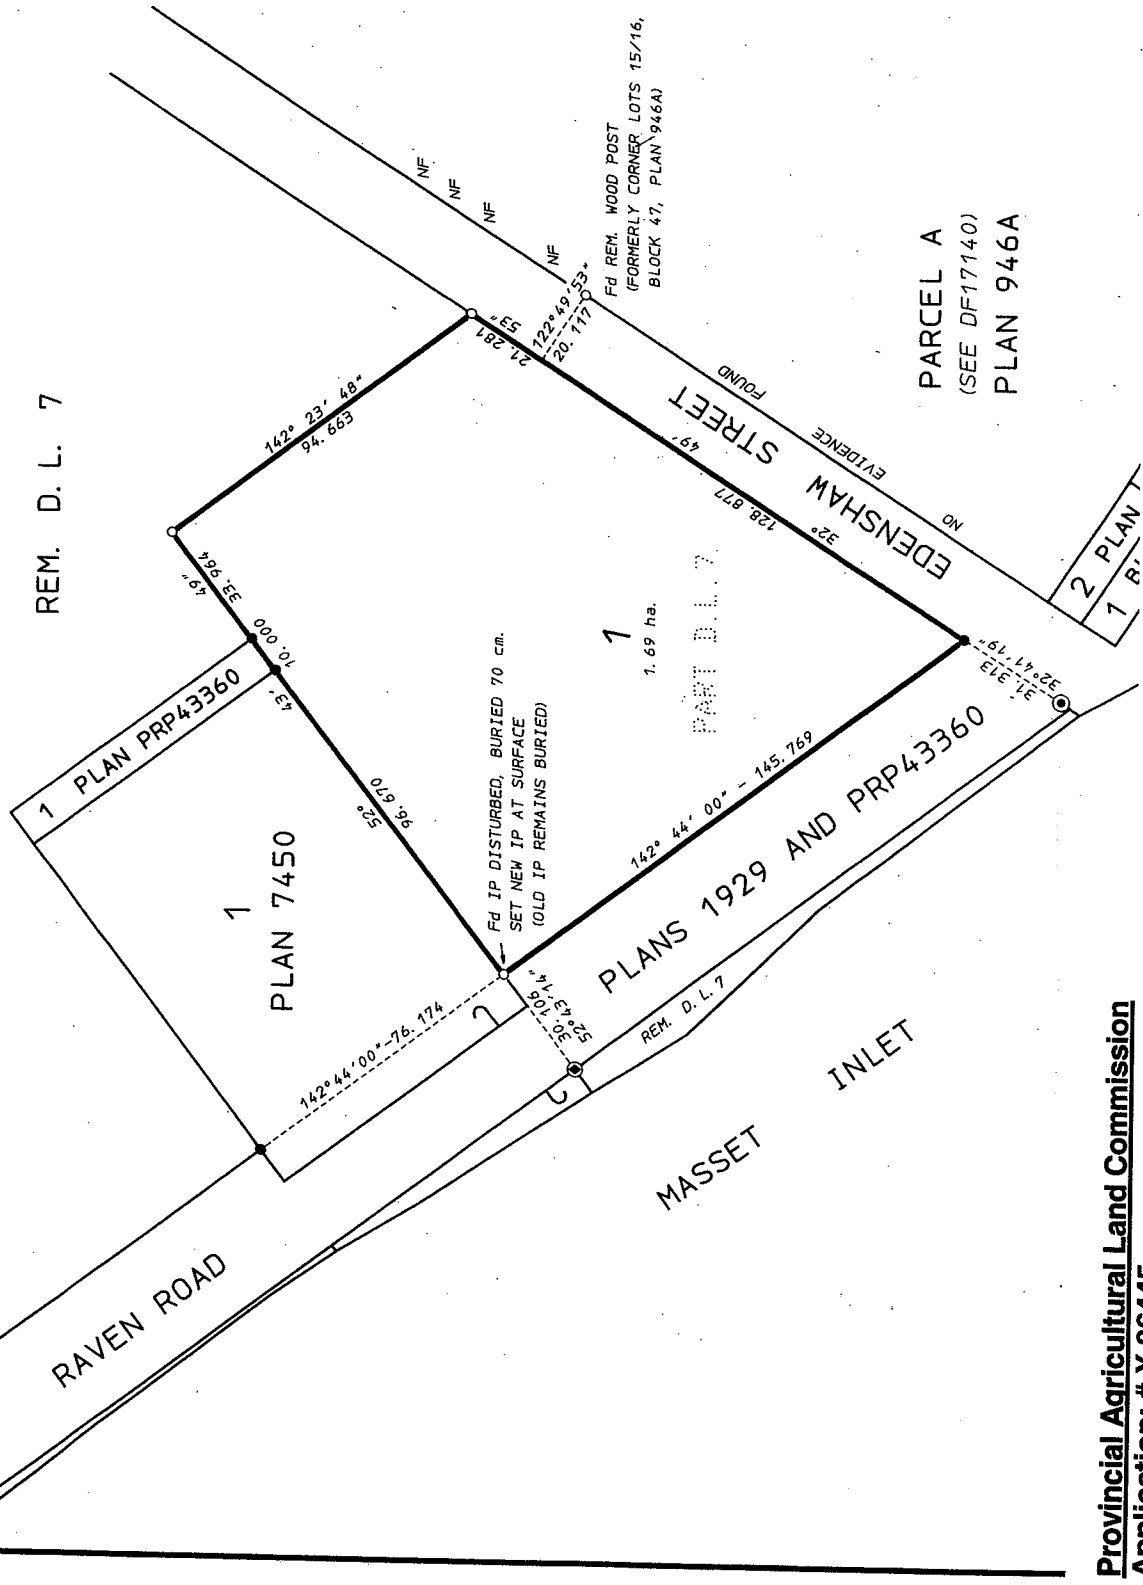 REM. D. L. 7
1 PLAN PRP43360
1
PLAN 7450
142° 23' 48"
94.663
49"
33.964
10.000
43'
52°
96.670
Fd IP DISTURBED, BURIED 70 cm.
SET NEW IP AT SURFACE
(OLD IP REMAINS BURIED)
1
1.69 ha.
PART D.L. 7
142° 44' 00" - 145.769
142°44'00"-76.174
30.106
52°43'14"
53"
21.281
122°49'53"
20.117
49'
128.877
32°
NF
NF
NF
NF
Fd REM. WOOD POST
(FORMERLY CORNER LOTS 15/16,
BLOCK 47, PLAN 946A)
EDENSHAW STREET
NO EVIDENCE FOUND
PARCEL A
(SEE DF17140)
PLAN 946A
2 PLAN
1
31.313
32°41'19"
PLANS 1929 AND PRP43360
REM. D.L.7
RAVEN ROAD
MASSET INLET
Provincial Agricultural Land Commission
Application: #